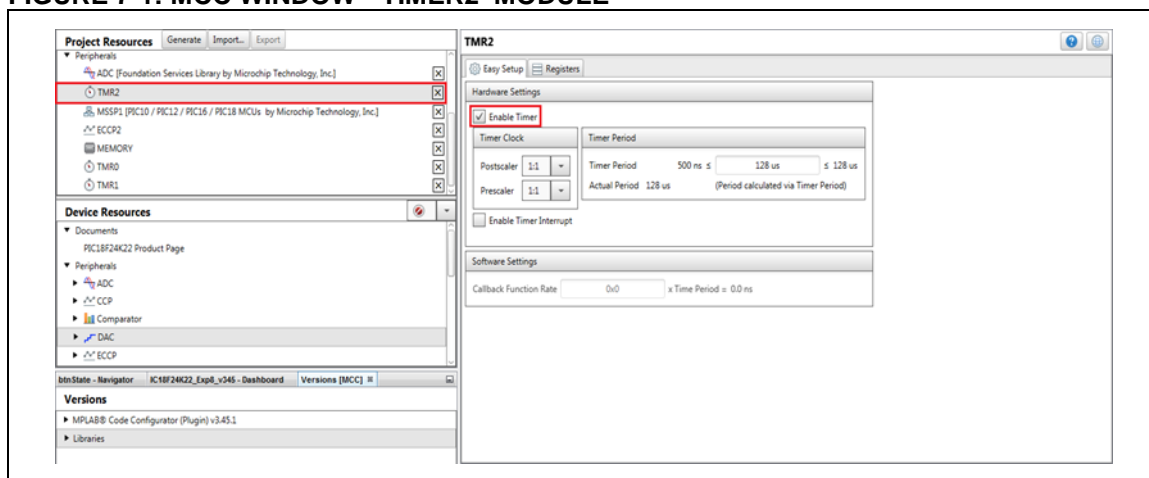 FIGURE 7-1: MCC WINDOW – TIMER2 MODULE
Project Resources Generate Import... Export
Peripherals
ADC [Foundation Services Library by Microchip Technology, Inc.]
TMR2
MSSP1 [PIC10 / PIC12 / PIC16 / PIC18 MCUs by Microchip Technology, Inc.]
ECCP2
MEMORY
TMR0
TMR1
Device Resources
Documents
PIC18F24K22 Product Page
Peripherals
ADC
CCP
Comparator
DAC
ECCP
btnState - Navigator IC18F24K22_Exp8_v345 - Dashboard Versions [MCC]
Versions
MPLAB® Code Configurator (Plugin) v3.45.1
Libraries
TMR2
Easy Setup Registers
Hardware Settings
Enable Timer
Timer Clock
Postscaler 1:1
Prescaler 1:1
Timer Period
Timer Period 500 ns ≤ 128 us ≤ 128 us
Actual Period 128 us (Period calculated via Timer Period)
Enable Timer Interrupt
Software Settings
Callback Function Rate 0x0 x Time Period = 0.0 ns